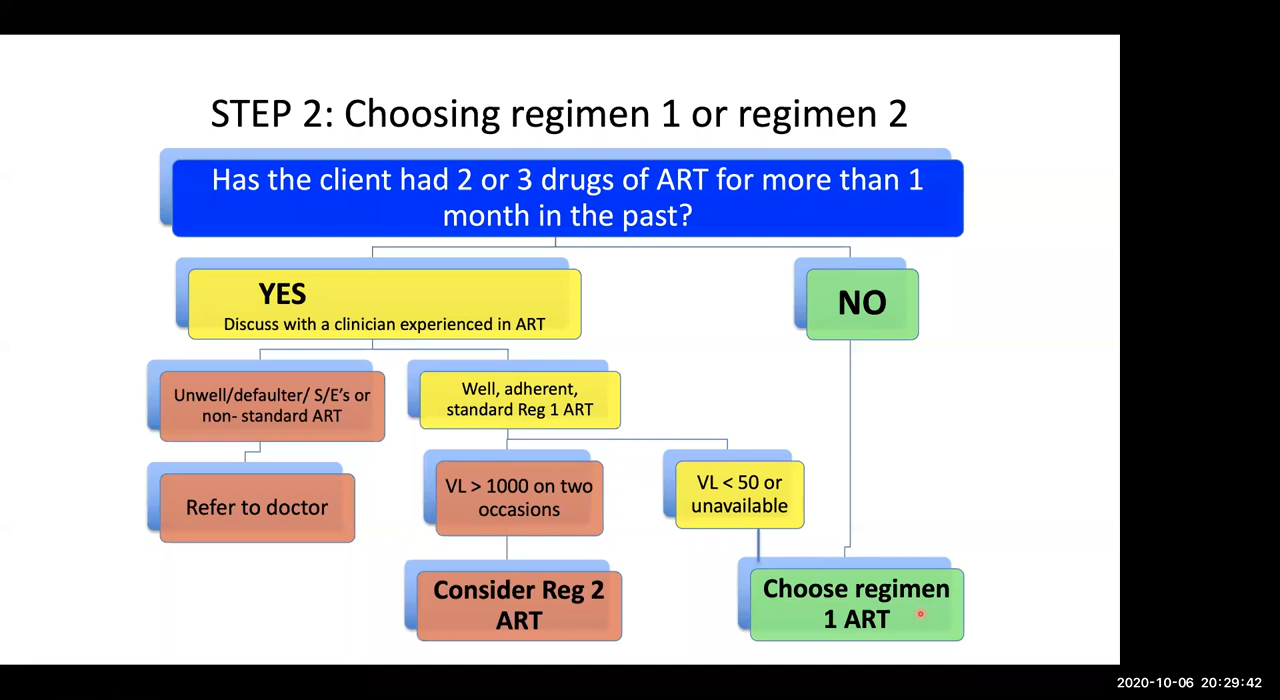 STEP 2: Choosing regimen 1 or regimen 2
Has the client had 2 or 3 drugs of ART for more than 1
month in the past?
YES
Discuss with a clinician experienced in ART
NO
Unwell/defaulter/ S/E's or
non- standard ART
Well, adherent,
standard Reg 1 ART
Refer to doctor
VL > 1000 on two
occasions
VL < 50 or
unavailable
Consider Reg 2
ART
Choose regimen
1 ART
2020-10-06 20:29:42